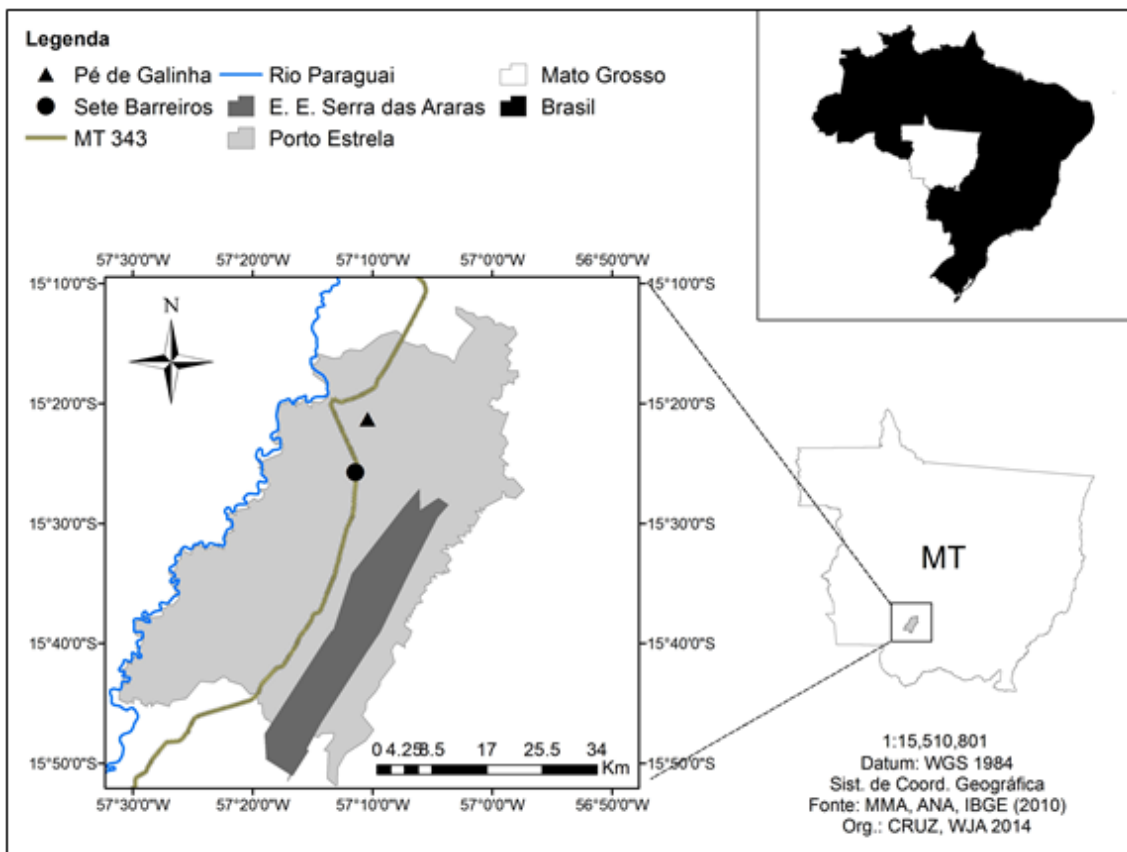 Legenda
Pé de Galinha
Rio Paraguai
Mato Grosso
Sete Barreiros
E. E. Serra das Araras
Brasil
MT 343
Porto Estrela
57°30'0"W 57°20'0"W 57°10'0"W 57°0'0"W 56°50'0"W
15°10'0"S
15°10'0"S
N
15°20'0"S
15°20'0"S
15°30'0"S
15°30'0"S
MT
15°40'0"S
15°40'0"S
0 4.25 8.5 17 25.5 34
Km
15°50'0"S
15°50'0"S
57°30'0"W 57°20'0"W 57°10'0"W 57°0'0"W 56°50'0"W
1:15,510,801
Datum: WGS 1984
Sist. de Coord. Geográfica
Fonte: MMA, ANA, IBGE (2010)
Org.: CRUZ, WJA 2014